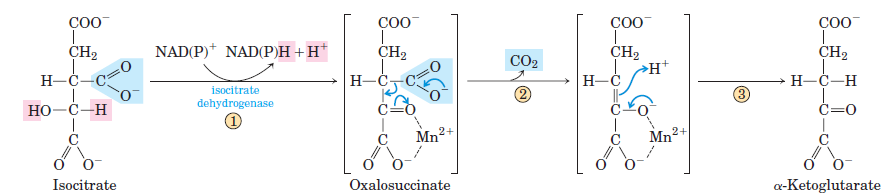 COO⁻
CH₂
H—C—C
O
O⁻
HO—C—H
C
O O⁻
Isocitrate
NAD(P)⁺ NAD(P)H + H⁺
isocitrate
dehydrogenase
1
COO⁻
CH₂
H—C—C
O
O⁻
C=O
Mn²⁺
C
O O⁻
Oxalosuccinate
CO₂
2
COO⁻
CH₂
H⁺
H—C
C—O⁻
Mn²⁺
C
O O⁻
3
COO⁻
CH₂
H—C—H
C=O
C
O O⁻
α-Ketoglutarate